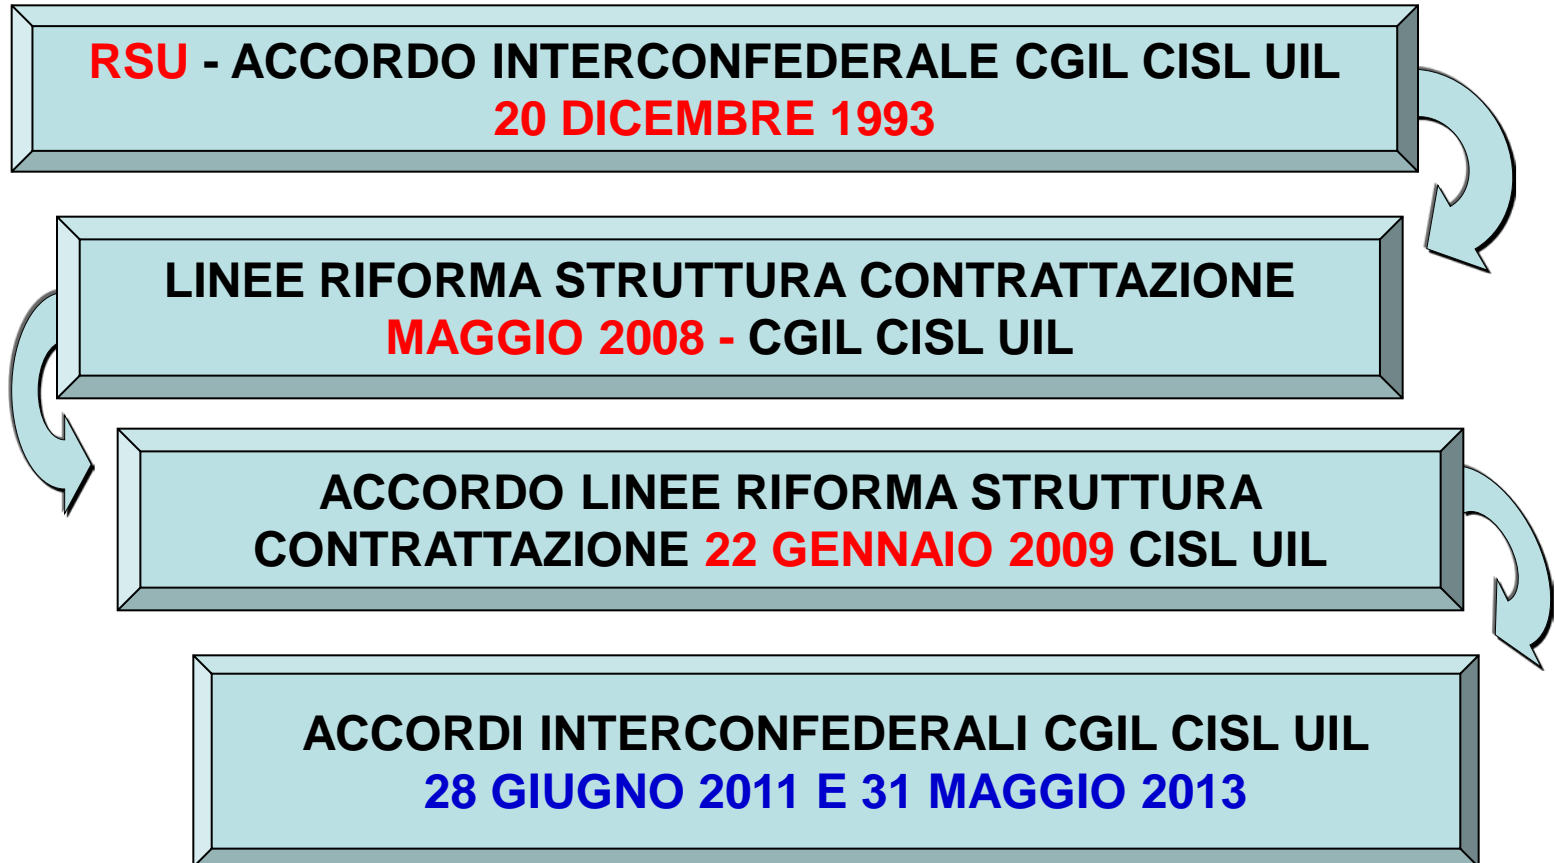 RSU - ACCORDO INTERCONFEDERALE CGIL CISL UIL
20 DICEMBRE 1993
LINEE RIFORMA STRUTTURA CONTRATTAZIONE
MAGGIO 2008 - CGIL CISL UIL
ACCORDO LINEE RIFORMA STRUTTURA
CONTRATTAZIONE 22 GENNAIO 2009 CISL UIL
ACCORDI INTERCONFEDERALI CGIL CISL UIL
28 GIUGNO 2011 E 31 MAGGIO 2013